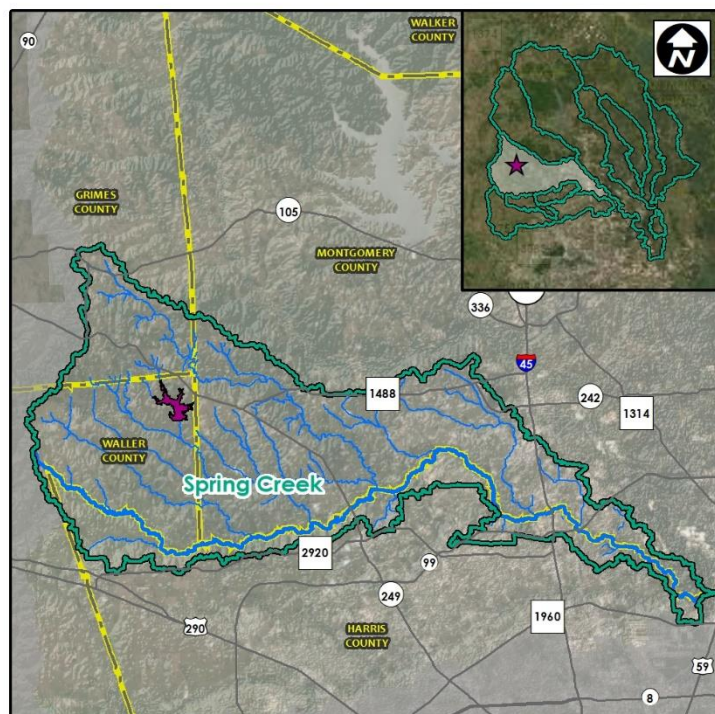 90
WALKER
COUNTY
N
GRIMES
COUNTY
105
MONTGOMERY
COUNTY
336
45
1488
242
1314
WALLER
COUNTY
Spring Creek
2920
99
249
290
HARRIS
COUNTY
1960
59
8